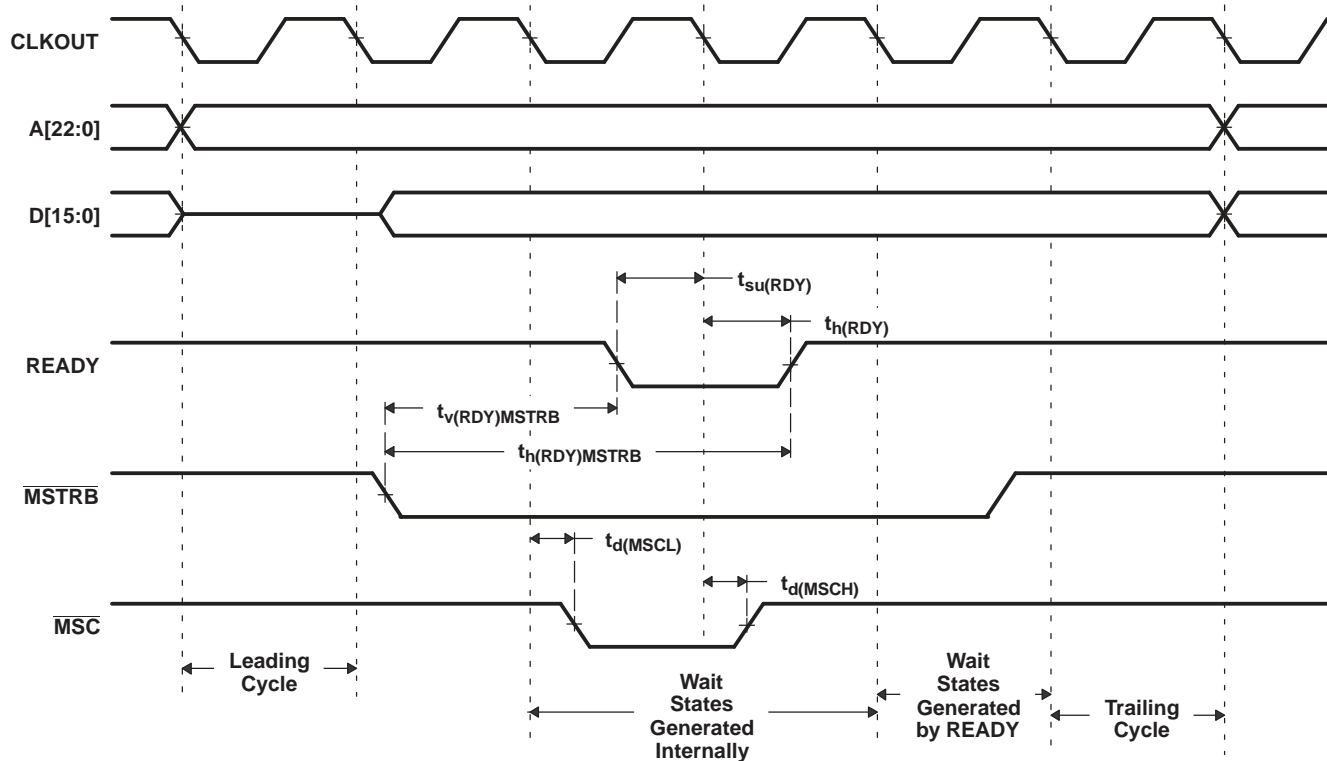 CLKOUT
A[22:0]
D[15:0]
tsu(RDY)
th(RDY)
READY
tv(RDY)MSTRB
th(RDY)MSTRB
MSTRB
td(MSCL)
td(MSCH)
MSC
Leading
Cycle
Wait
States
Generated
Internally
Wait
States
Generated
by READY
Trailing
Cycle